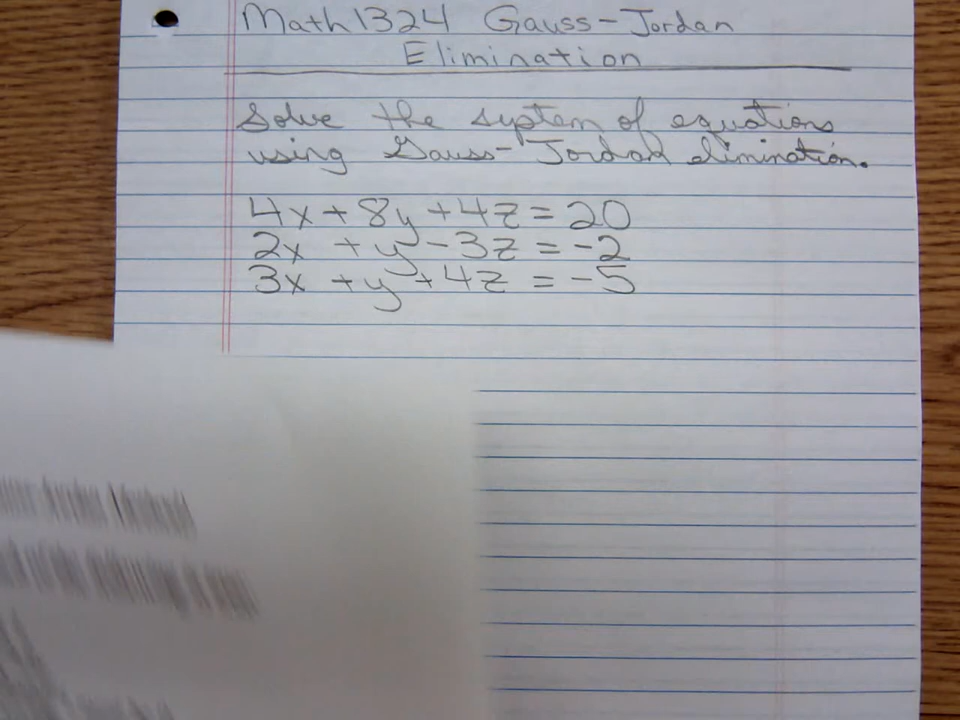 Math 1324 Gauss-Jordan
Elimination
Solve the system of equations
using Gauss-Jordan elimination.
4x + 8y + 4z = 20
2x + y - 3z = -2
3x + y + 4z = -5